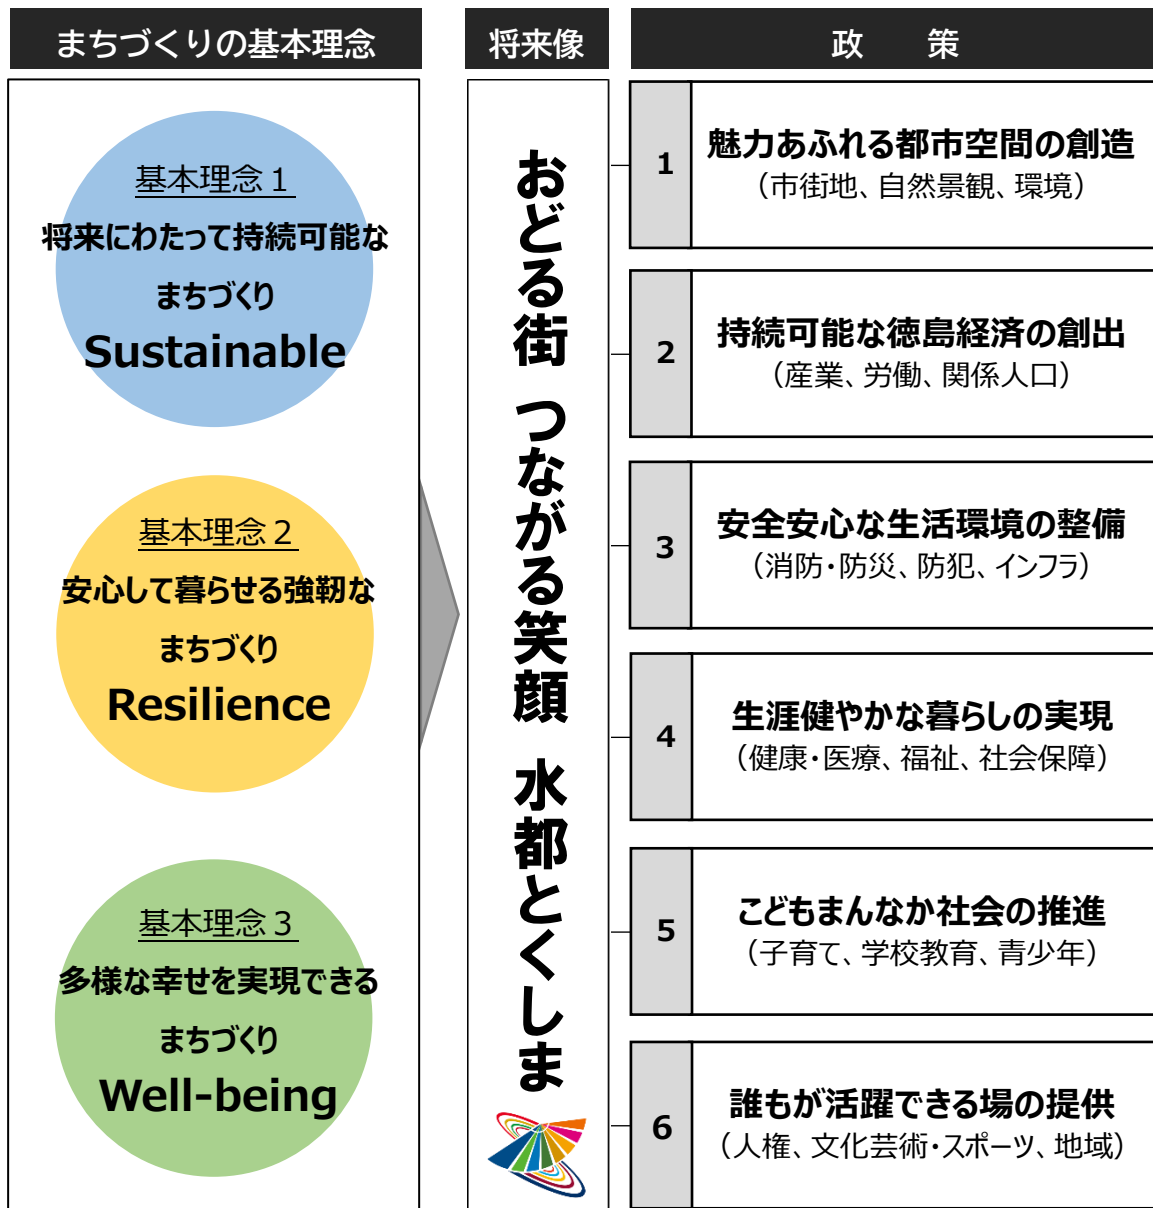 まちづくりの基本理念
基本理念１
将来にわたって持続可能な
まちづくり
Sustainable
基本理念２
安心して暮らせる強靭な
まちづくり
Resilience
基本理念３
多様な幸せを実現できる
まちづくり
Well-being
将来像
おどる街 つながる笑顔 水都とくしま
政　策
1
魅力あふれる都市空間の創造
（市街地、自然景観、環境）
2
持続可能な徳島経済の創出
（産業、労働、関係人口）
3
安全安心な生活環境の整備
（消防・防災、防犯、インフラ）
4
生涯健やかな暮らしの実現
（健康・医療、福祉、社会保障）
5
こどもまんなか社会の推進
（子育て、学校教育、青少年）
6
誰もが活躍できる場の提供
（人権、文化芸術・スポーツ、地域）